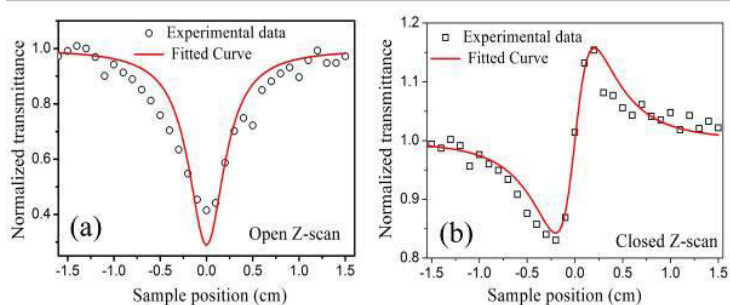 Experimental data
Fitted Curve
1.0
0.8
0.6
0.4
Normalized transmittance
(a)
Open Z-scan
-1.5 -1.0 -0.5 0.0 0.5 1.0 1.5
Sample position (cm)
1.2
1.1
1.0
0.9
0.8
Normalized transmittance
Experimental data
Fitted Curve
(b)
Closed Z-scan
-1.5 -1.0 -0.5 0.0 0.5 1.0 1.5
Sample position (cm)